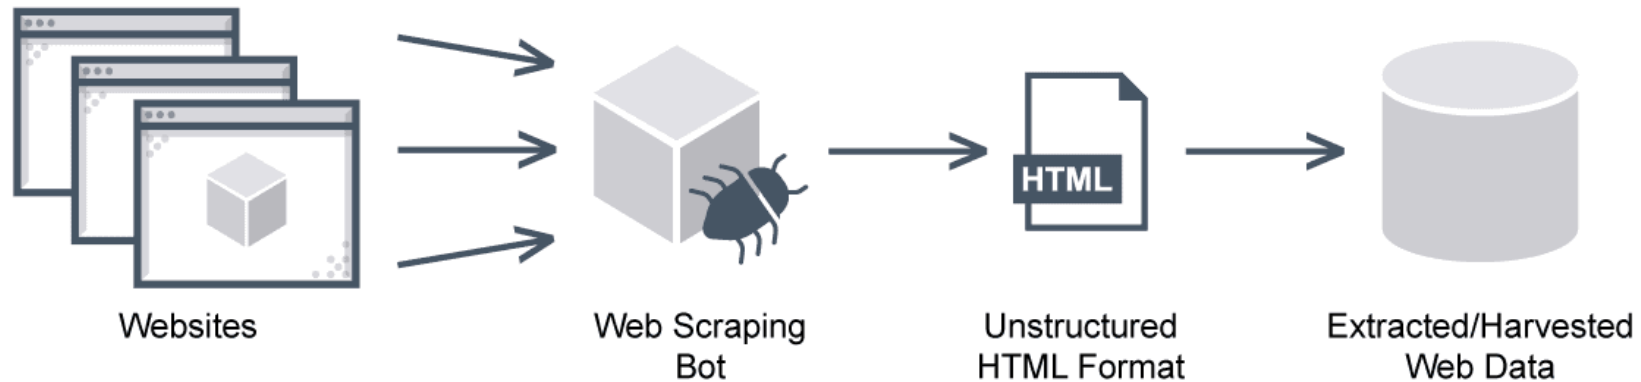 HTML
Websites
Web Scraping
Bot
Unstructured
HTML Format
Extracted/Harvested
Web Data